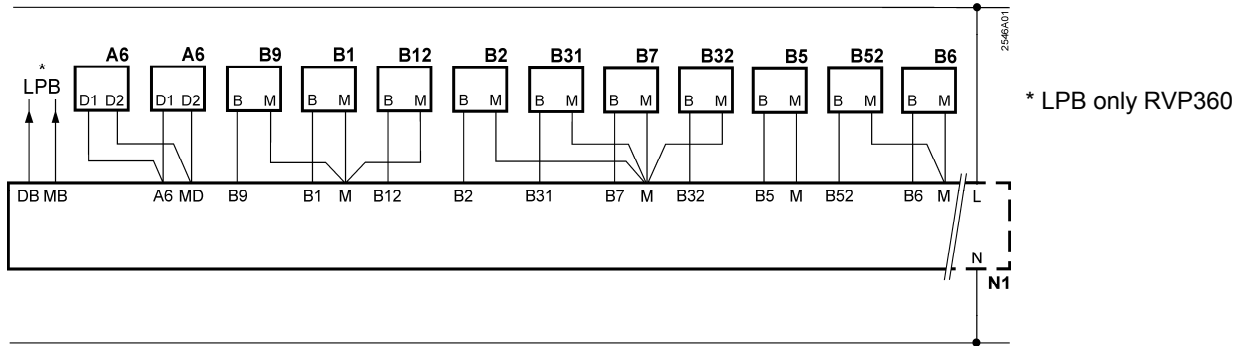 2546A01
A6 A6 B9 B1 B12 B2 B31 B7 B32 B5 B52 B6
*
LPB
D1 D2 D1 D2 B M B M B M B M B M B M B M B M B M B M
* LPB only RVP360
DB MB A6 MD B9 B1 M B12 B2 B31 B7 M B32 B5 M B52 B6 M L
N
N1